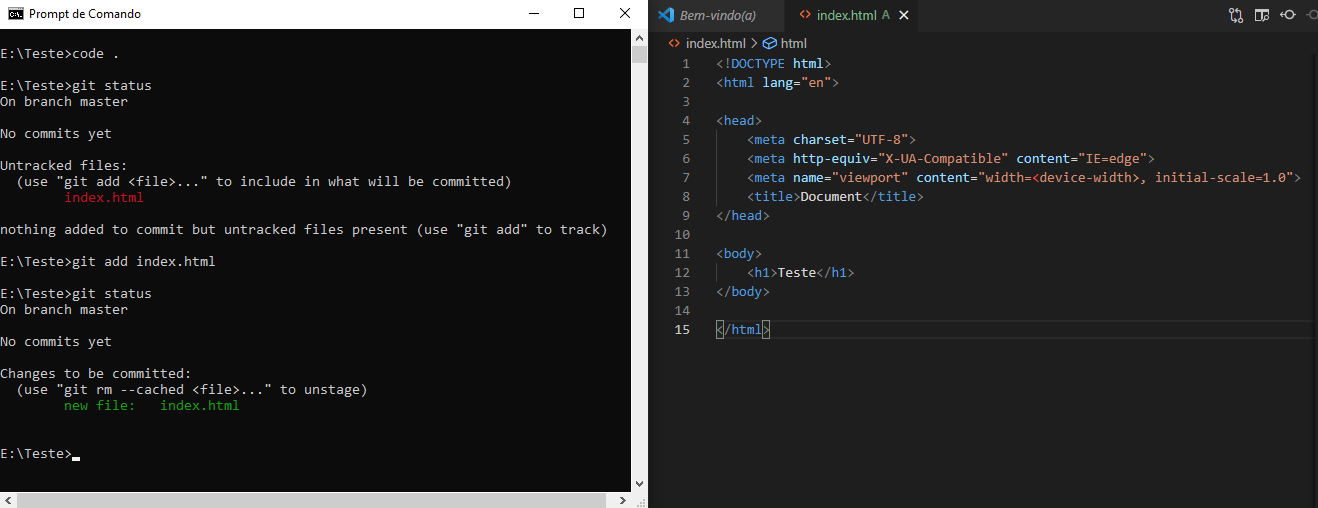 Prompt de Comando
E:\Teste>code .
E:\Teste>git status
On branch master
No commits yet
Untracked files:
  (use "git add <file>..." to include in what will be committed)
        index.html
nothing added to commit but untracked files present (use "git add" to track)
E:\Teste>git add index.html
E:\Teste>git status
On branch master
No commits yet
Changes to be committed:
  (use "git rm --cached <file>..." to unstage)
        new file:   index.html
E:\Teste>
Bem-vindo(a)
index.html A
index.html > html
1 <!DOCTYPE html>
2 <html lang="en">
3
4 <head>
5     <meta charset="UTF-8">
6     <meta http-equiv="X-UA-Compatible" content="IE=edge">
7     <meta name="viewport" content="width=<device-width>, initial-scale=1.0">
8     <title>Document</title>
9 </head>
10
11 <body>
12     <h1>Teste</h1>
13 </body>
14
15 </html>